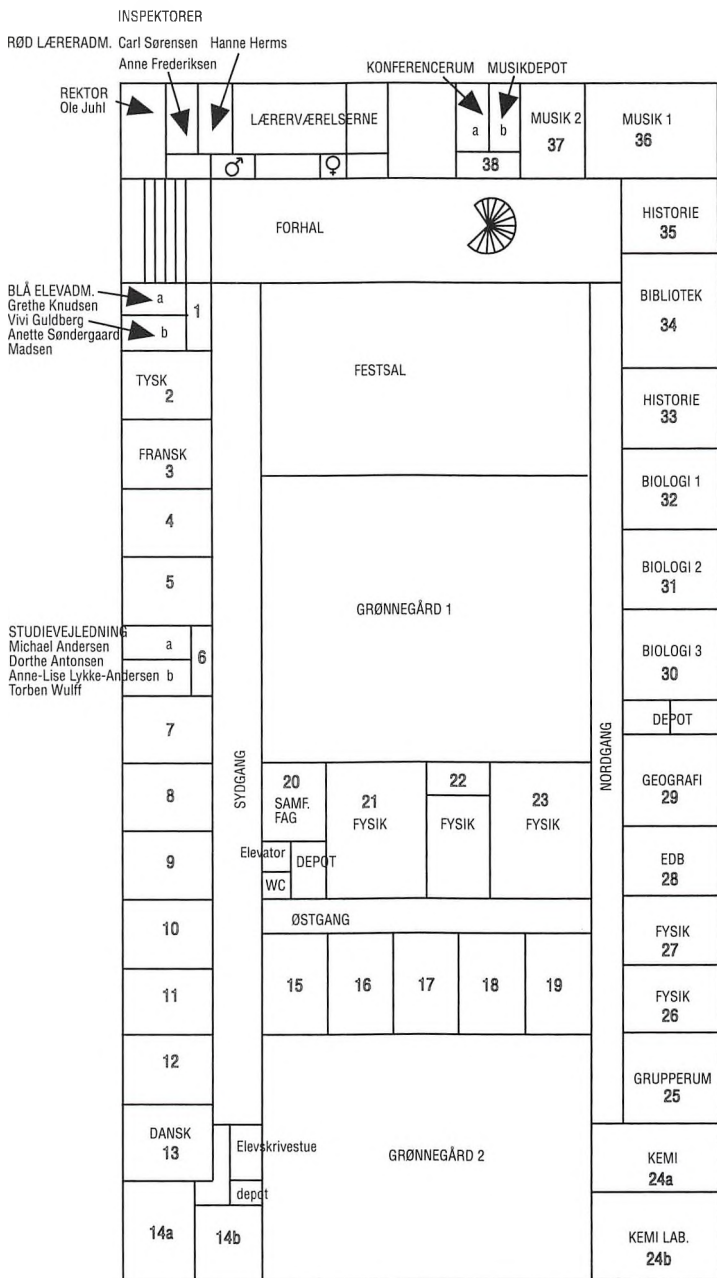 INSPEKTORER
RØD LÆRERADM. Carl Sørensen Hanne Herms
Anne Frederiksen
KONFERENCERUM MUSIKDEPOT
REKTOR
Ole Juhl
LÆRERVÆRELSERNE
a b
38
MUSIK 2
37
MUSIK 1
36
♂ ♀
FORHAL
HISTORIE
35
BLÅ ELEVADM.
Grethe Knudsen
Vivi Guldberg
Anette Søndergaard
Madsen
a
b
1
BIBLIOTEK
34
FESTSAL
TYSK
2
HISTORIE
33
FRANSK
3
BIOLOGI 1
32
4
5
BIOLOGI 2
31
GRØNNEGÅRD 1
STUDIEVEJLEDNING
Michael Andersen
Dorthe Antonsen
Anne-Lise Lykke-Andersen
Torben Wulff
a
b
6
BIOLOGI 3
30
7
DEPOT
SYDGANG
NORDGANG
8
20
SAMF.
FAG
21
FYSIK
22
FYSIK
23
FYSIK
GEOGRAFI
29
9
Elevator
DEPOT
WC
EDB
28
10
ØSTGANG
FYSIK
27
11
15
16
17
18
19
FYSIK
26
12
GRUPPERUM
25
DANSK
13
Elevskrivestue
depot
GRØNNEGÅRD 2
KEMI
24a
14a
14b
KEMI LAB.
24b